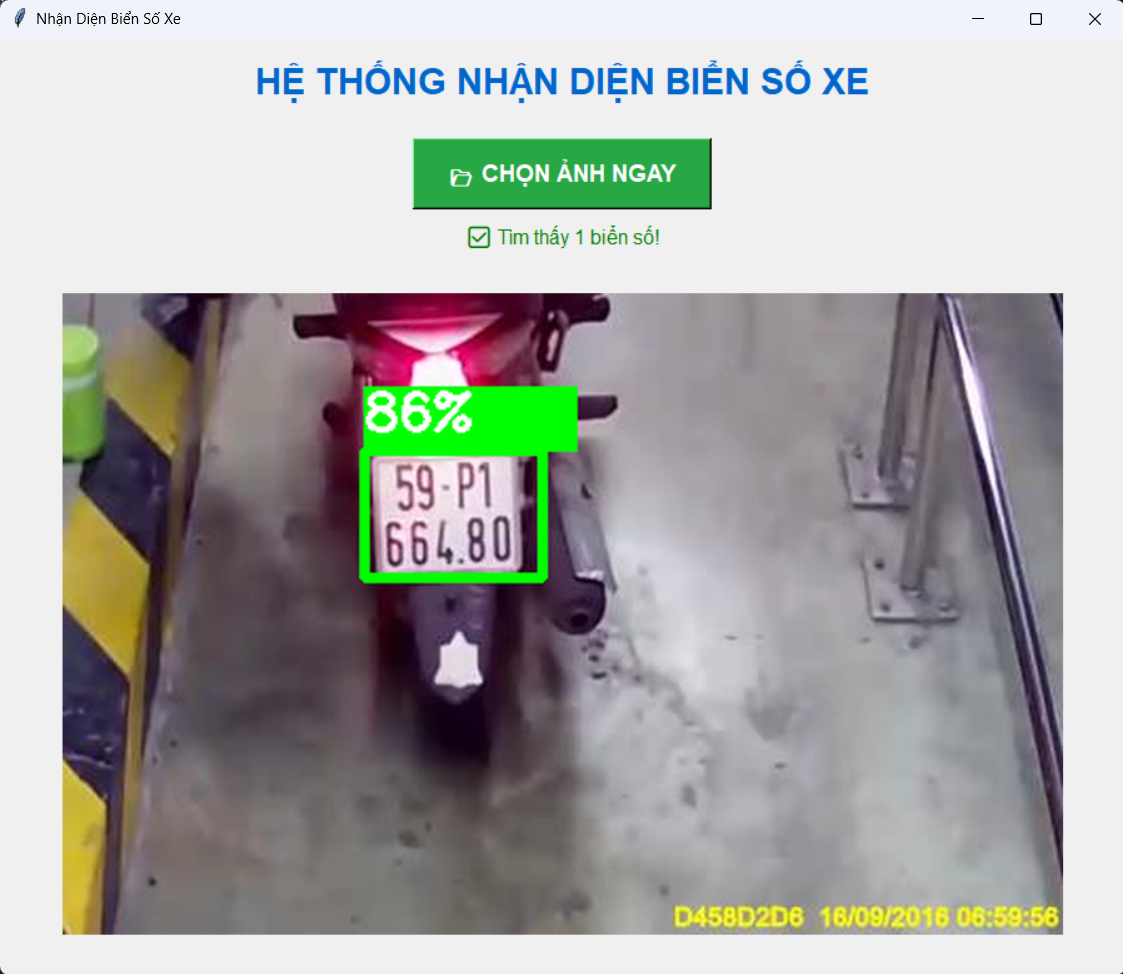 Nhận Diện Biển Số Xe
HỆ THỐNG NHẬN DIỆN BIỂN SỐ XE
CHỌN ẢNH NGAY
Tìm thấy 1 biển số!
86%
59-P1
664.80
D458D2D6 16/09/2016 06:59:56